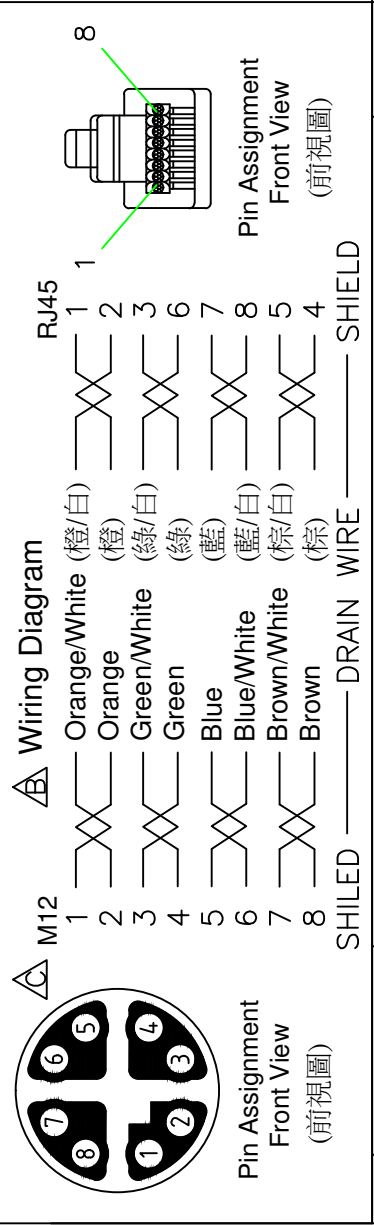 C M12 B Wiring Diagram RJ45
1 Orange/White (橙/白) 1
2 Orange (橙) 2
3 Green/White (綠/白) 3
4 Green (綠) 6
5 Blue (藍) 7
6 Blue/White (藍/白) 8
7 Brown/White (棕/白) 5
8 Brown (棕) 4
SHILED DRAIN WIRE SHIELD
7 6
8 5
1 4
2 3
Pin Assignment
Front View
(前視圖)
1 8
Pin Assignment
Front View
(前視圖)